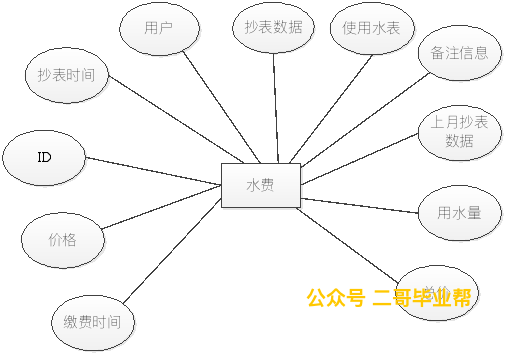 用户
抄表数据
使用水表
备注信息
抄表时间
上月抄表
数据
ID
水费
用水量
价格
总价
公众号 二哥毕业帮
缴费时间